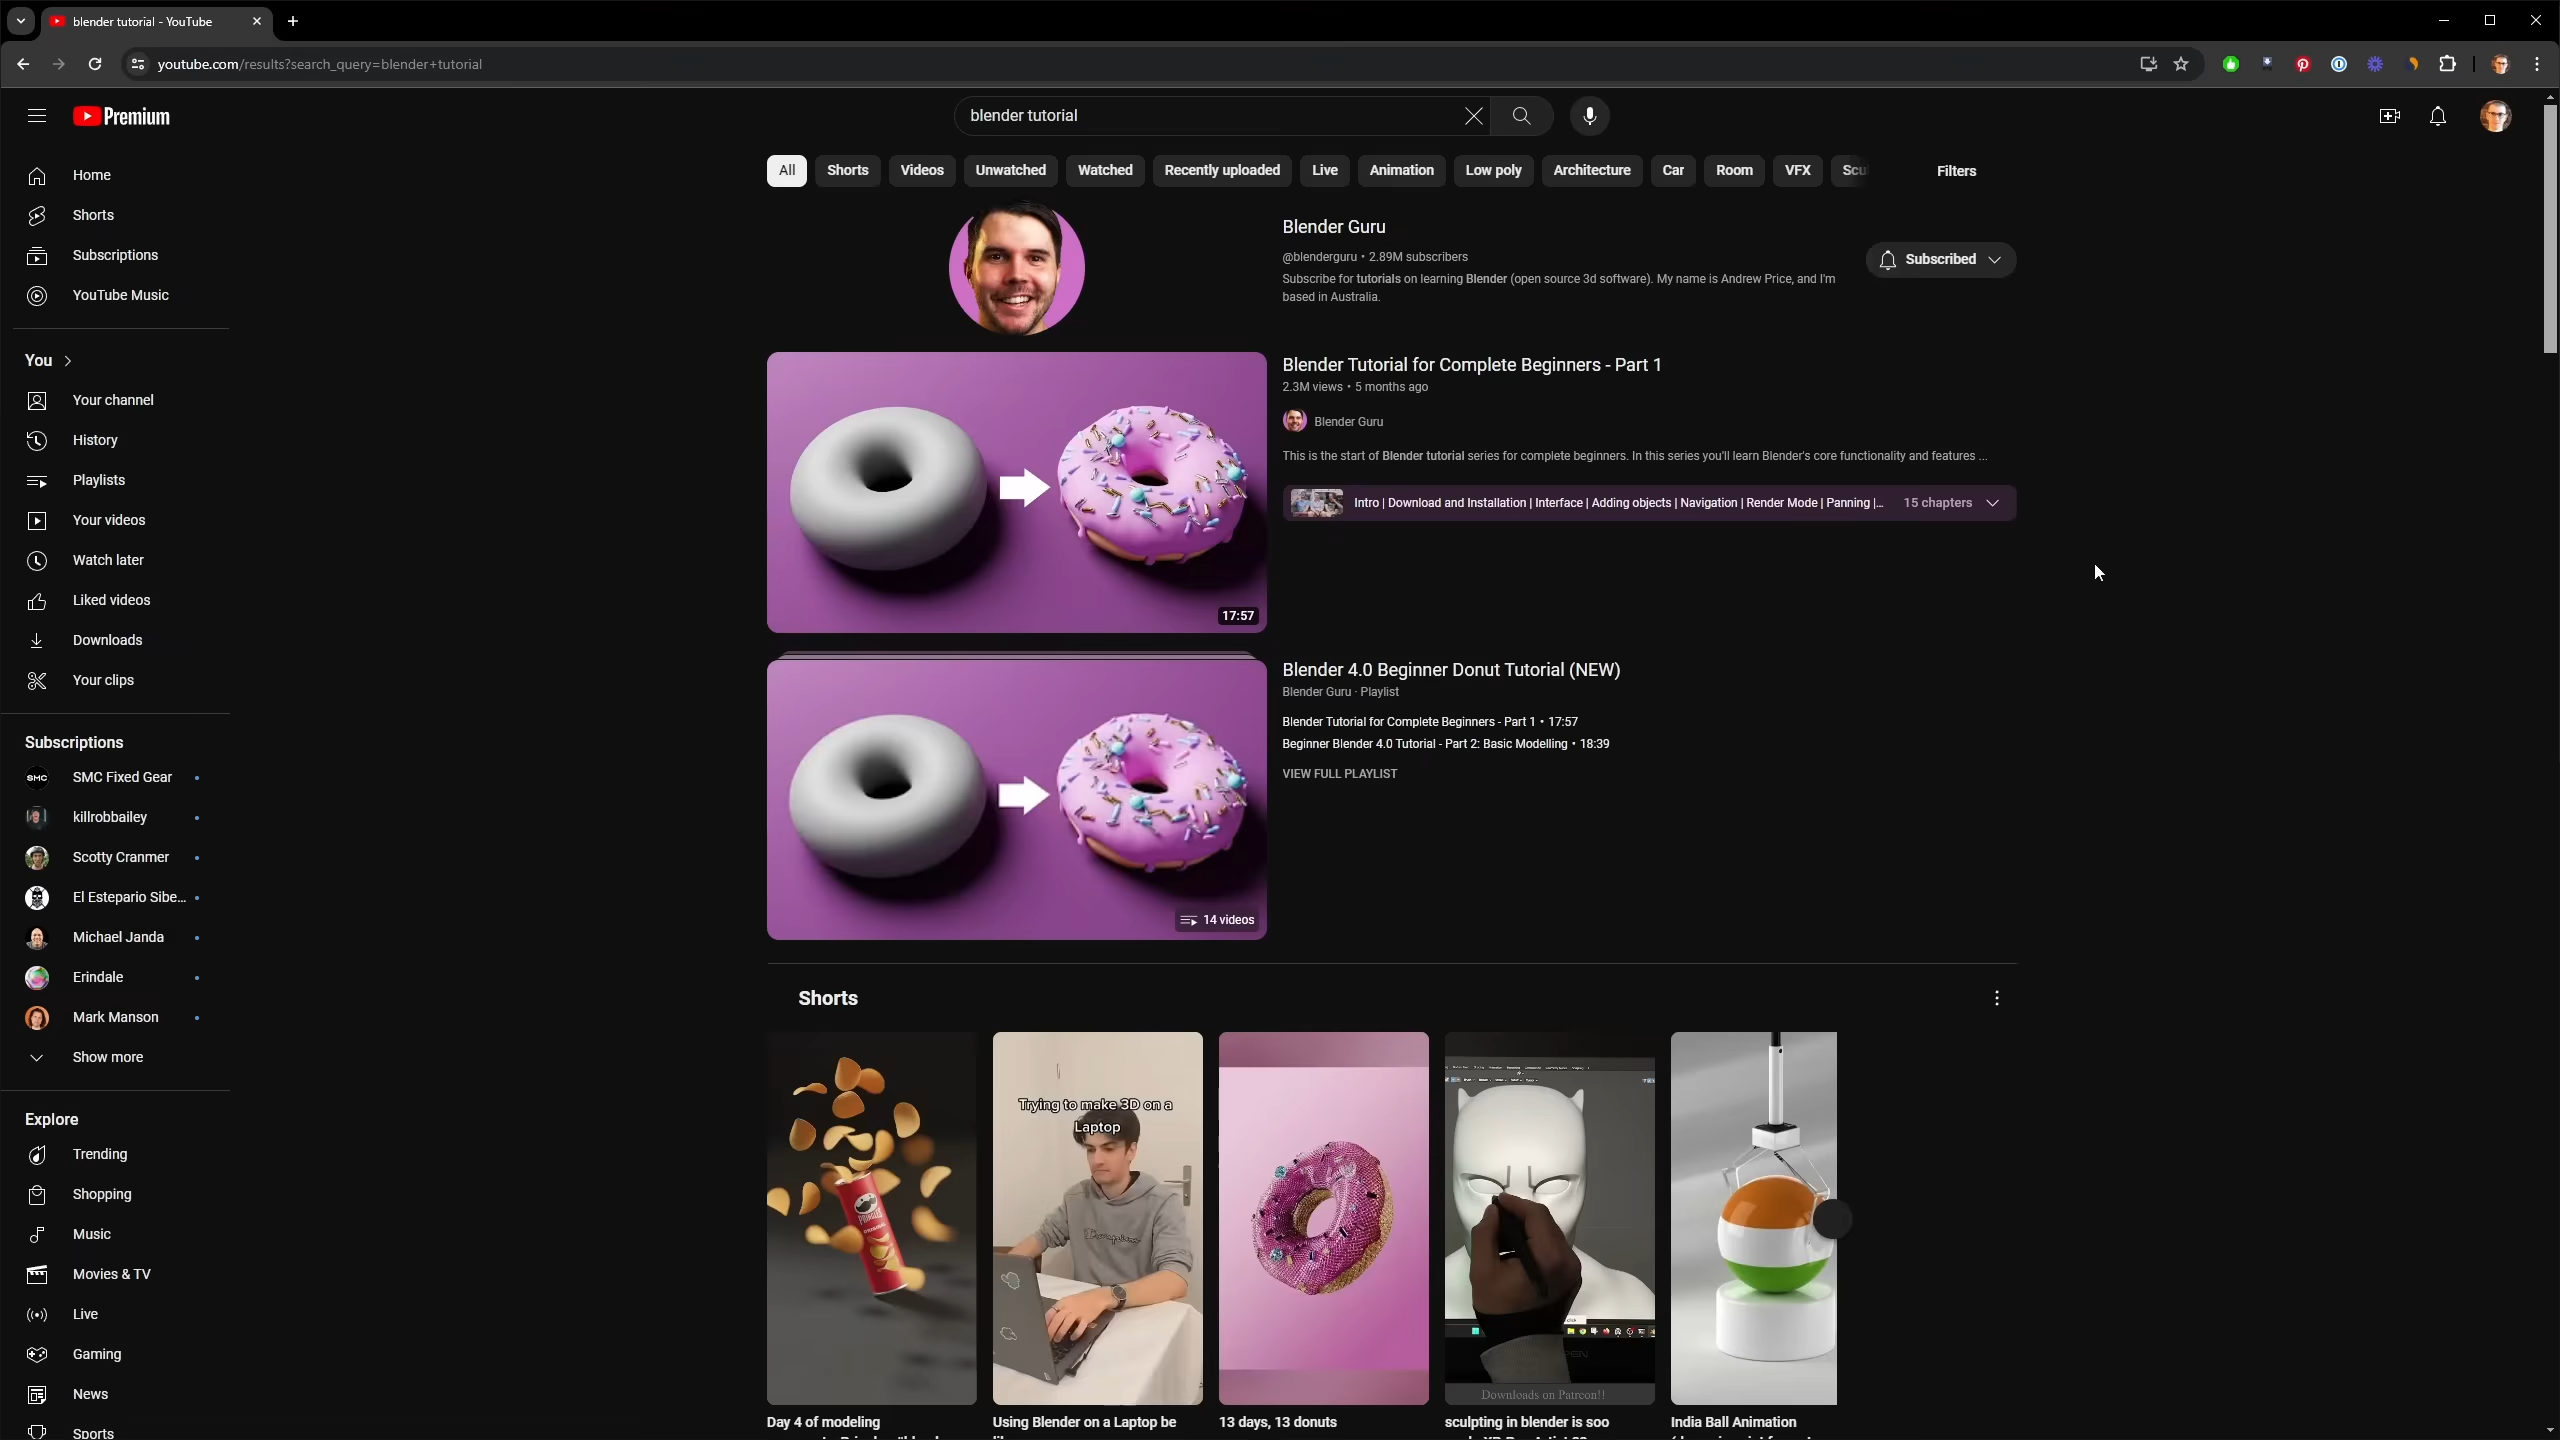 blender tutorial - YouTube
youtube.com/results?search_query=blender+tutorial
Premium
blender tutorial
Home
Shorts
Subscriptions
YouTube Music
You
Your channel
History
Playlists
Your videos
Watch later
Liked videos
Downloads
Your clips
Subscriptions
SMC
SMC Fixed Gear
killrobbailey
Scotty Cranmer
El Estepario Sibe...
Michael Janda
Erindale
Mark Manson
Show more
Explore
Trending
Shopping
Music
Movies & TV
Live
Gaming
News
Sports
All
Shorts
Videos
Unwatched
Watched
Recently uploaded
Live
Animation
Low poly
Architecture
Car
Room
VFX
Scu
Filters
Blender Guru
@blenderguru • 2.89M subscribers
Subscribe for tutorials on learning Blender (open source 3d software). My name is Andrew Price, and I'm
based in Australia.
Subscribed
17:57
Blender Tutorial for Complete Beginners - Part 1
2.3M views • 5 months ago
Blender Guru
This is the start of Blender tutorial series for complete beginners. In this series you'll learn Blender's core functionality and features ...
Intro | Download and Installation | Interface | Adding objects | Navigation | Render Mode | Panning |...
15 chapters
14 videos
Blender 4.0 Beginner Donut Tutorial (NEW)
Blender Guru · Playlist
Blender Tutorial for Complete Beginners - Part 1 • 17:57
Beginner Blender 4.0 Tutorial - Part 2: Basic Modelling • 18:39
VIEW FULL PLAYLIST
Shorts
PRINGLES
Trying to make 3D on a
Laptop
Downloads on Patreon!!
Day 4 of modeling
Using Blender on a Laptop be
13 days, 13 donuts
sculpting in blender is soo
India Ball Animation